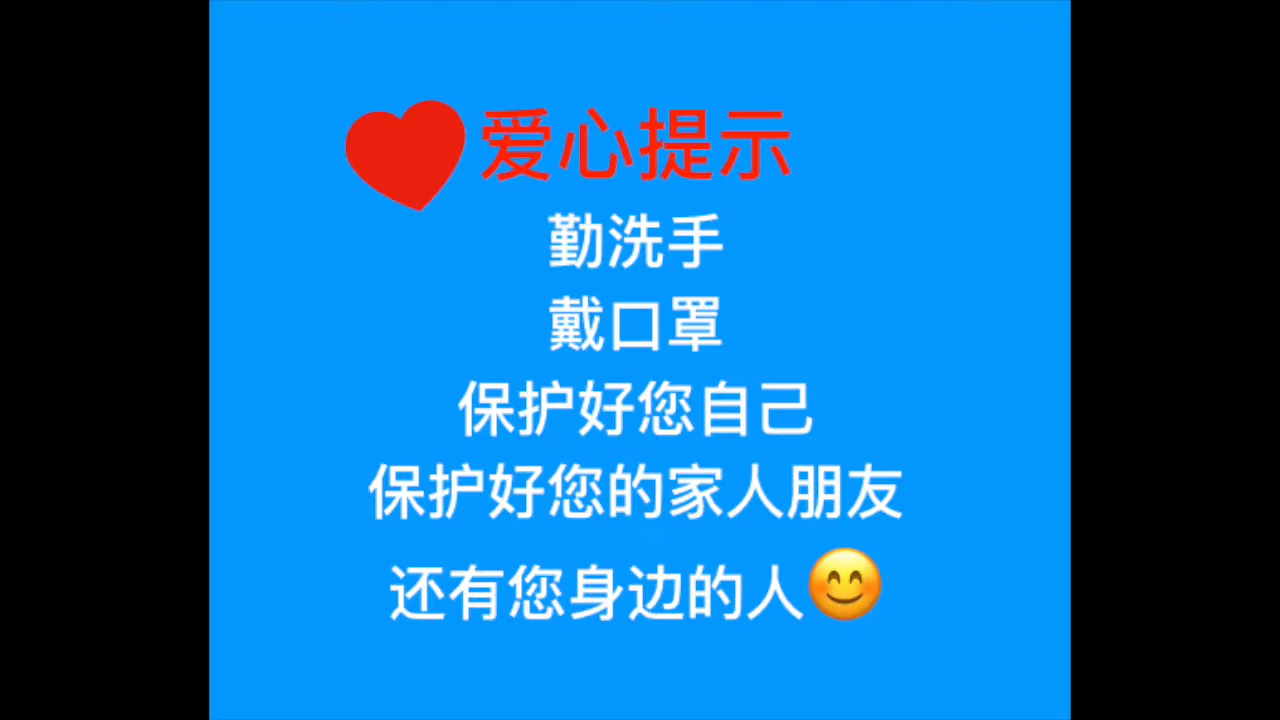 爱心提示
勤洗手
戴口罩
保护好您自己
保护好您的家人朋友
还有您身边的人😊